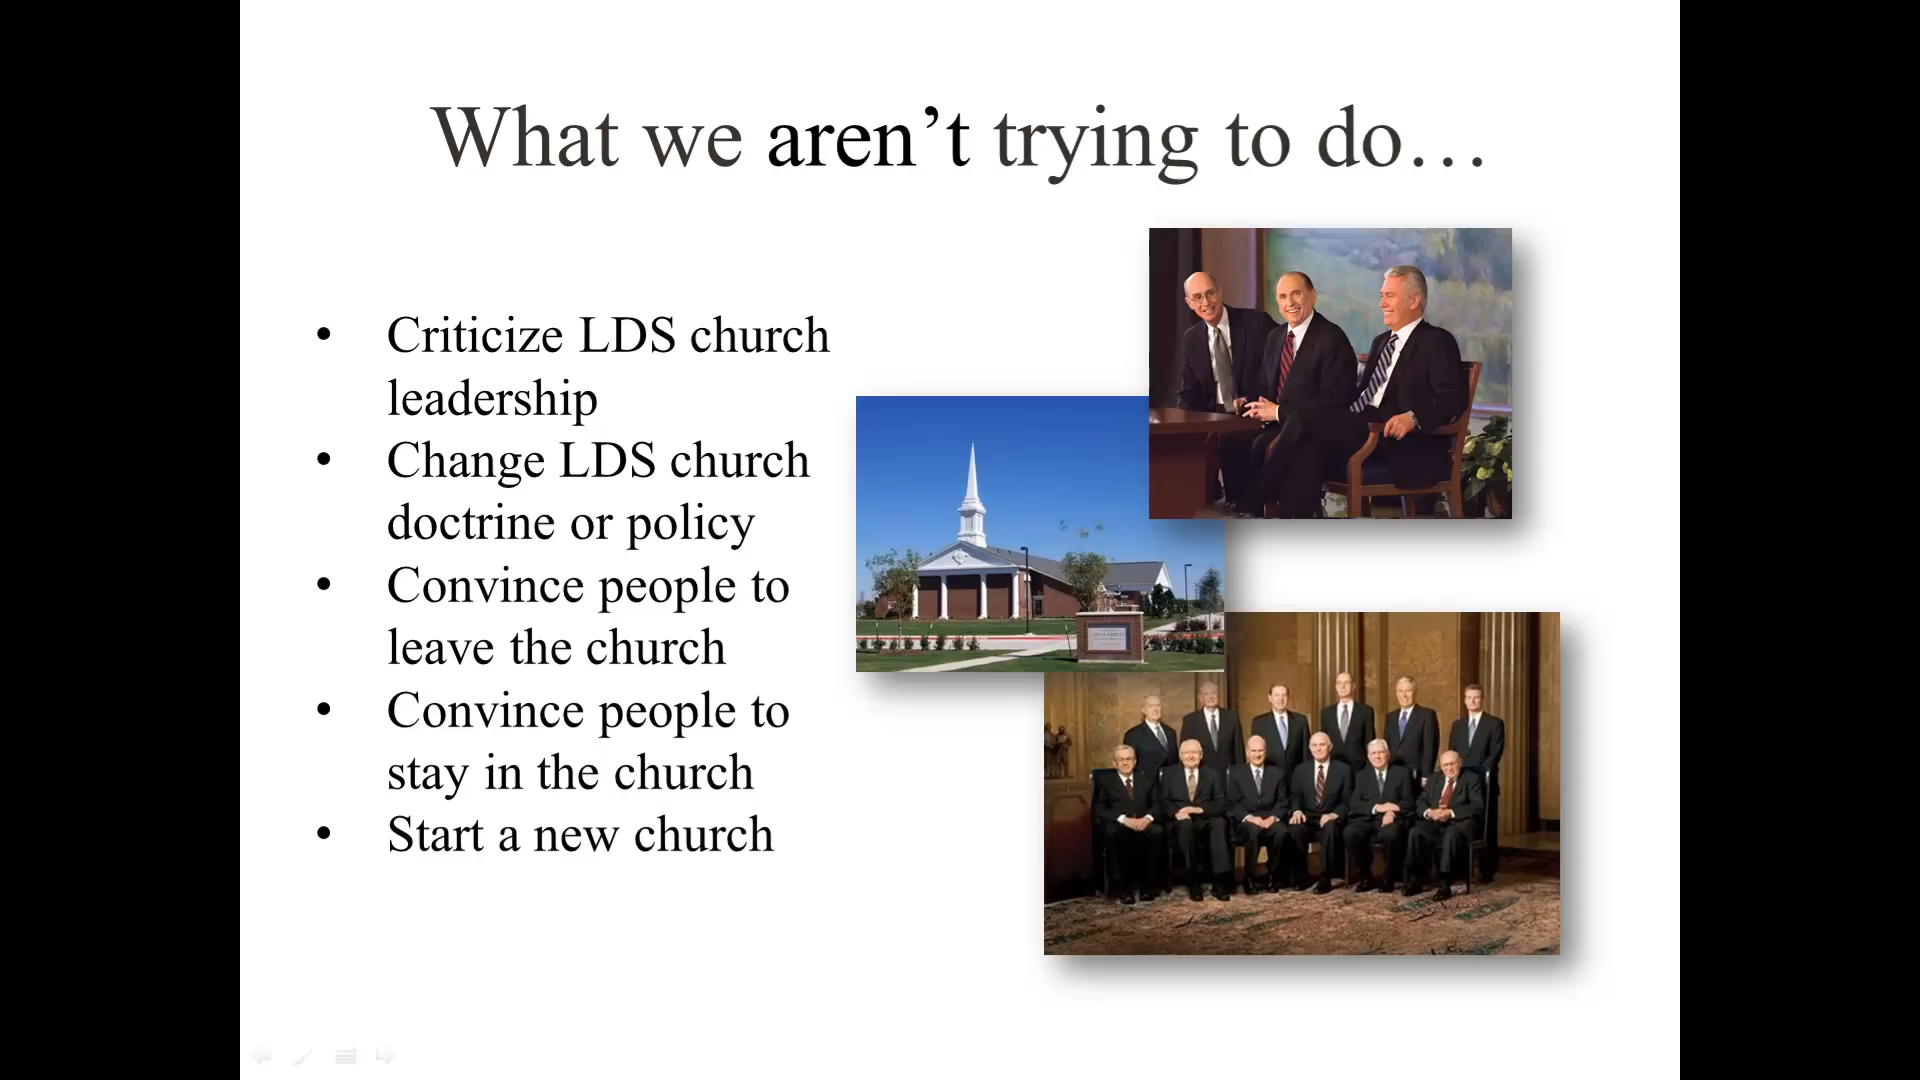 What we aren’t trying to do…
• Criticize LDS church
leadership
• Change LDS church
doctrine or policy
• Convince people to
leave the church
• Convince people to
stay in the church
• Start a new church